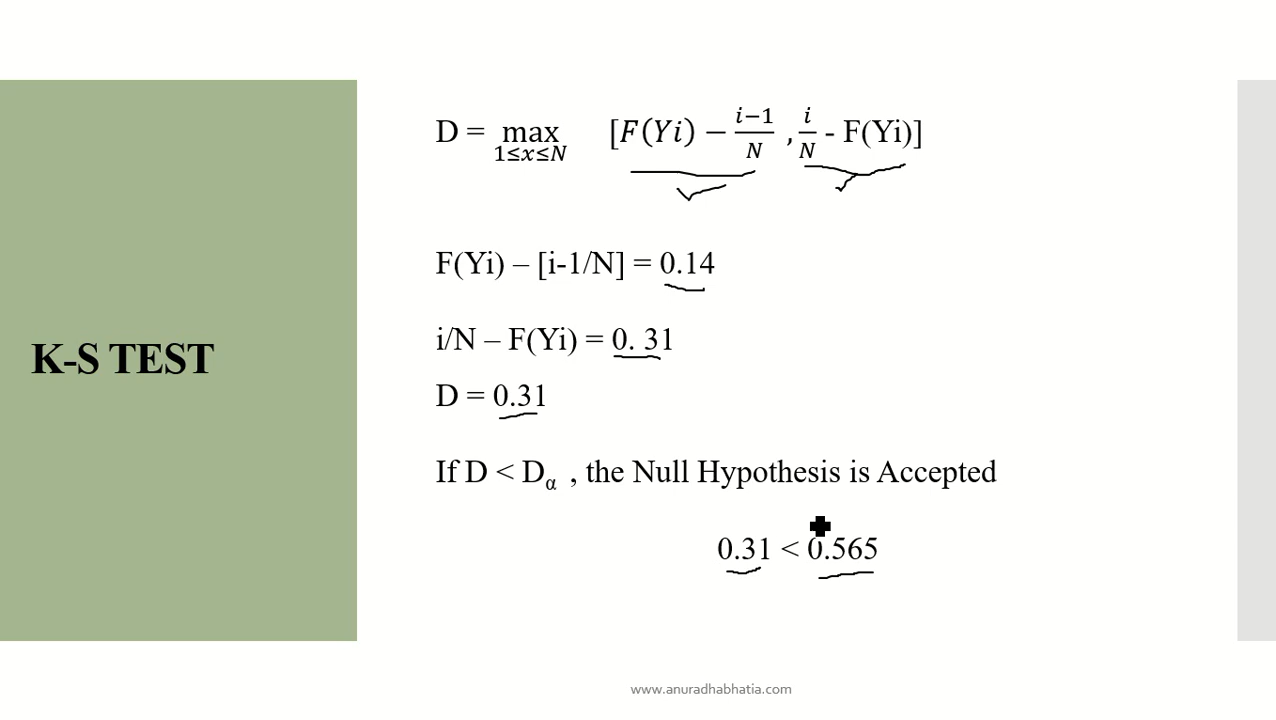 D = max [F(Yi) − i−1/N , i/N - F(Yi)]
1≤x≤N
F(Yi) – [i-1/N] = 0.14
i/N – F(Yi) = 0. 31
D = 0.31
K-S TEST
If D < Dα , the Null Hypothesis is Accepted
0.31 < 0.565
www.anuradhabhatia.com